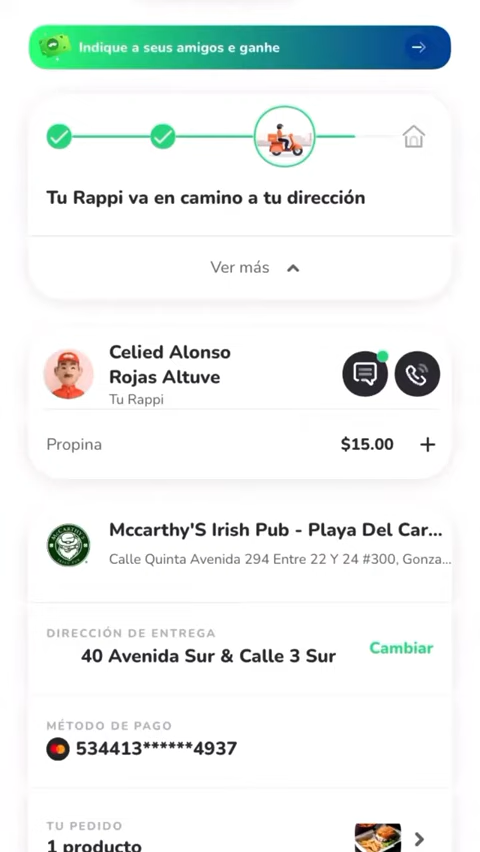 Indique a seus amigos e ganhe
Tu Rappi va en camino a tu dirección
Ver más
Celied Alonso
Rojas Altuve
Tu Rappi
Propina
$15.00
Mccarthy'S Irish Pub - Playa Del Car...
Calle Quinta Avenida 294 Entre 22 Y 24 #300, Gonza...
DIRECCIÓN DE ENTREGA
40 Avenida Sur & Calle 3 Sur
Cambiar
MÉTODO DE PAGO
534413******4937
TU PEDIDO
1 producto